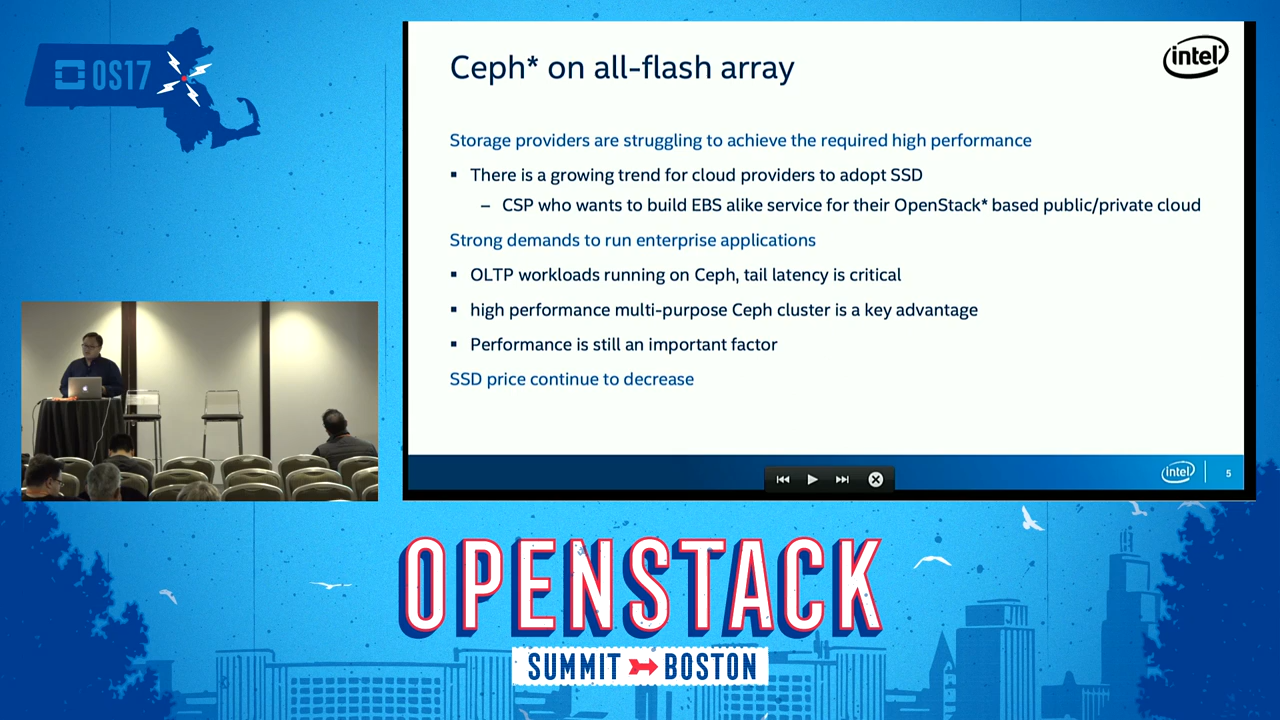 OS17
Ceph* on all-flash array
intel
Storage providers are struggling to achieve the required high performance
▪ There is a growing trend for cloud providers to adopt SSD
– CSP who wants to build EBS alike service for their OpenStack* based public/private cloud
Strong demands to run enterprise applications
▪ OLTP workloads running on Ceph, tail latency is critical
▪ high performance multi-purpose Ceph cluster is a key advantage
▪ Performance is still an important factor
SSD price continue to decrease
intel
5
OPENSTACK
SUMMIT BOSTON